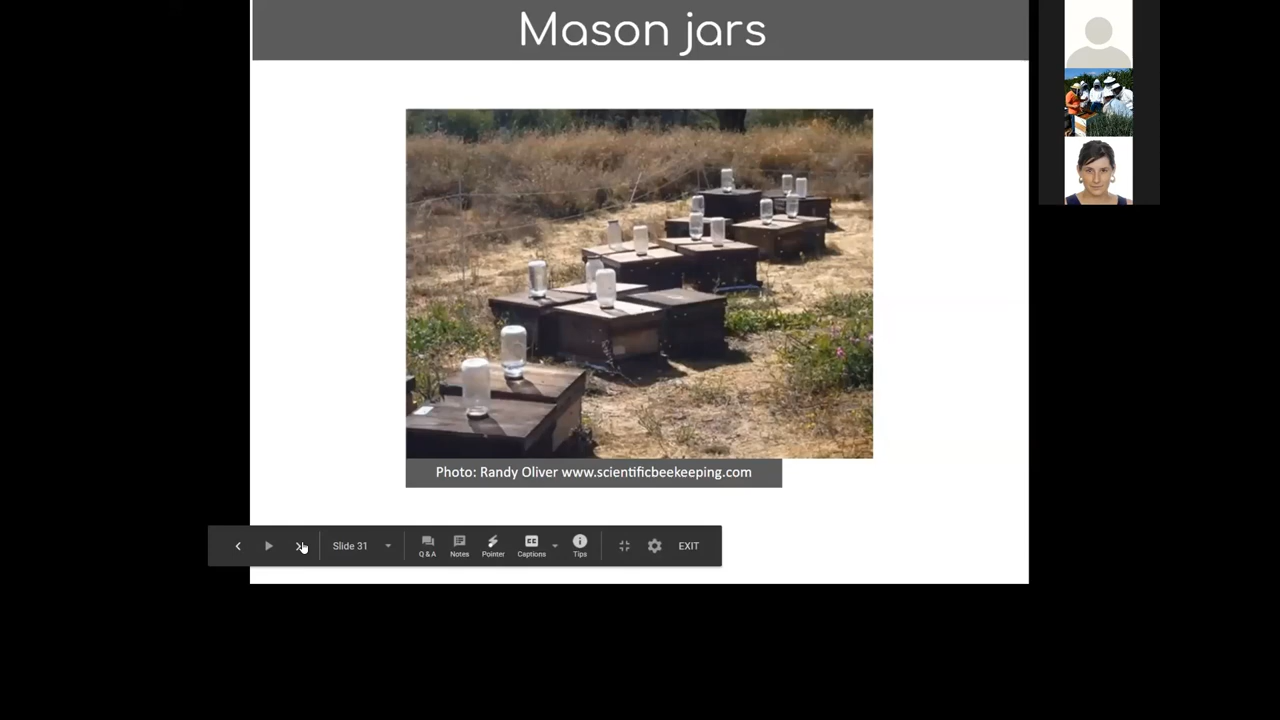 Mason jars
Photo: Randy Oliver www.scientificbeekeeping.com
Slide 31
Q & A
Notes
Pointer
Captions
Tips
EXIT